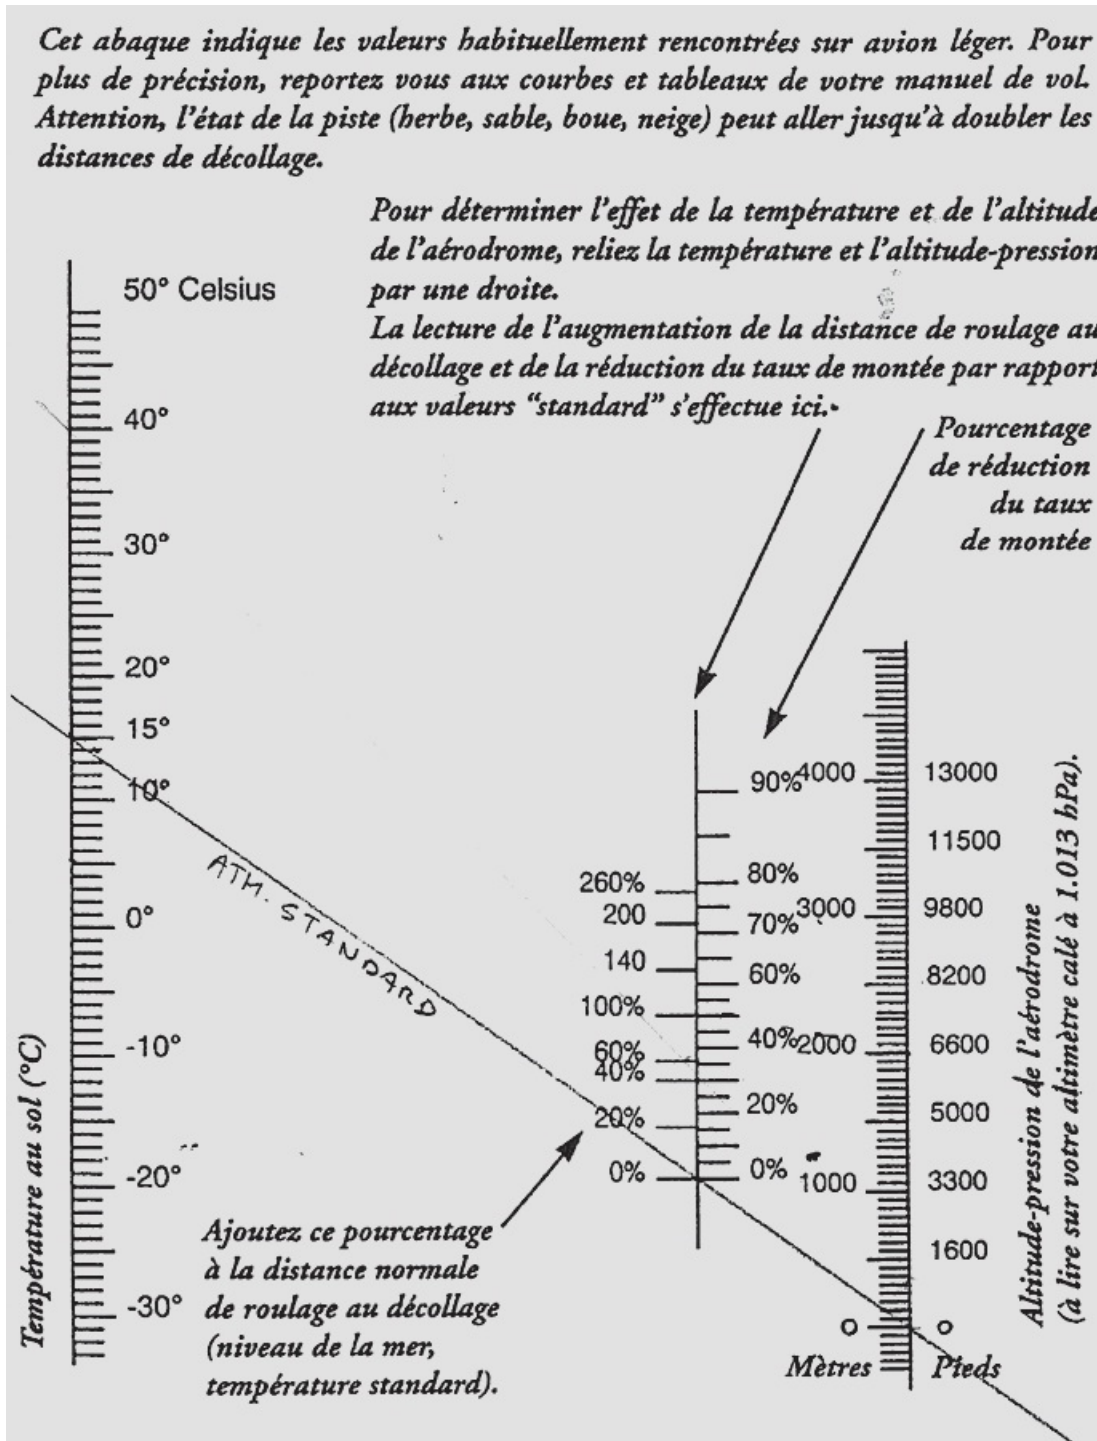 Cet abaque indique les valeurs habituellement rencontrées sur avion léger. Pour
plus de précision, reportez vous aux courbes et tableaux de votre manuel de vol.
Attention, l'état de la piste (herbe, sable, boue, neige) peut aller jusqu'à doubler les
distances de décollage.
Pour déterminer l'effet de la température et de l'altitude
de l'aérodrome, reliez la température et l'altitude-pression
par une droite.
La lecture de l'augmentation de la distance de roulage au
décollage et de la réduction du taux de montée par rapport
aux valeurs "standard" s'effectue ici.
Pourcentage
de réduction
du taux
de montée
50° Celsius
40°
30°
20°
15°
10°
0°
-10°
-20°
-30°
Température au sol (°C)
ATM. STANDARD
260%
200
140
100%
60%
40%
20%
0%
90%
80%
70%
60%
40%
20%
0%
4000
3000
2000
1000
0
Mètres
13000
11500
9800
8200
6600
5000
3300
1600
0
Pieds
Altitude-pression de l'aérodrome
(à lire sur votre altimètre calé à 1.013 hPa).
Ajoutez ce pourcentage
à la distance normale
de roulage au décollage
(niveau de la mer,
température standard).